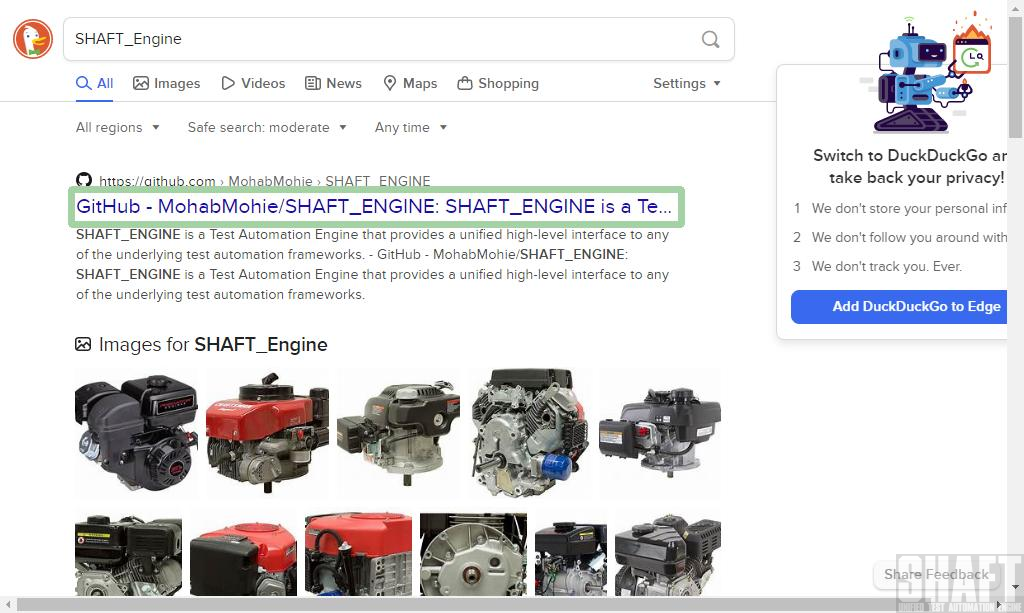 SHAFT_Engine
All Images Videos News Maps Shopping Settings
All regions Safe search: moderate Any time
https://github.com › MohabMohie › SHAFT_ENGINE
GitHub - MohabMohie/SHAFT_ENGINE: SHAFT_ENGINE is a Te...
SHAFT_ENGINE is a Test Automation Engine that provides a unified high-level interface to any
of the underlying test automation frameworks. - GitHub - MohabMohie/SHAFT_ENGINE:
SHAFT_ENGINE is a Test Automation Engine that provides a unified high-level interface to any
of the underlying test automation frameworks.
Images for SHAFT_Engine
Switch to DuckDuckGo an
take back your privacy!
1 We don't store your personal inf
2 We don't follow you around with
3 We don't track you. Ever.
Add DuckDuckGo to Edge
Share Feedback
SHAFT